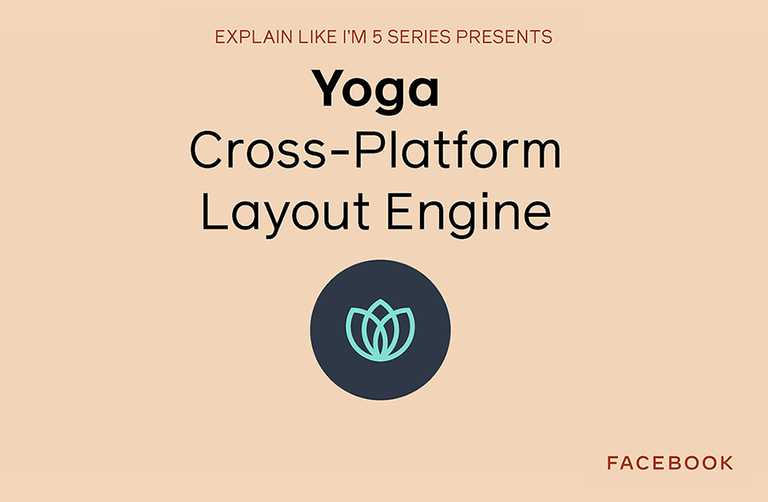 EXPLAIN LIKE I'M 5 SERIES PRESENTS
Yoga
Cross-Platform
Layout Engine
FACEBOOK